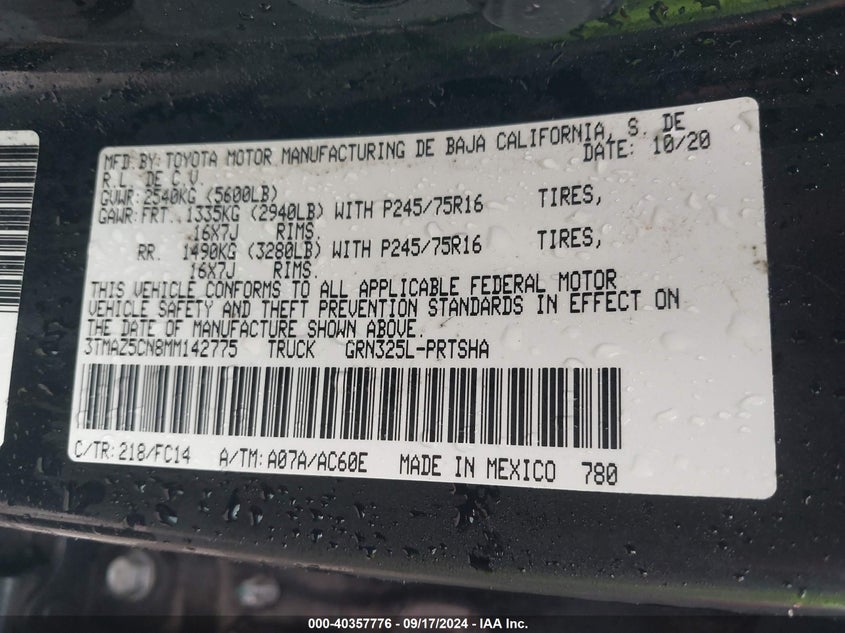 MFD. BY: TOYOTA MOTOR MANUFACTURING DE BAJA CALIFORNIA, S. DE
R.L. DE C.V. DATE: 10/20
GVWR: 2540KG (5600LB)
GAWR: FRT. 1335KG (2940LB) WITH P245/75R16 TIRES,
16X7J RIMS.
RR. 1490KG (3280LB) WITH P245/75R16 TIRES,
16X7J RIMS.
THIS VEHICLE CONFORMS TO ALL APPLICABLE FEDERAL MOTOR
VEHICLE SAFETY AND THEFT PREVENTION STANDARDS IN EFFECT ON
THE DATE OF MANUFACTURE SHOWN ABOVE.
3TMAZ5CN8MM142775 TRUCK GRN325L-PRTSHA
C/TR: 218/FC14 A/TM: A07A/AC60E MADE IN MEXICO 780
000-40357776 - 09/17/2024 - IAA Inc.